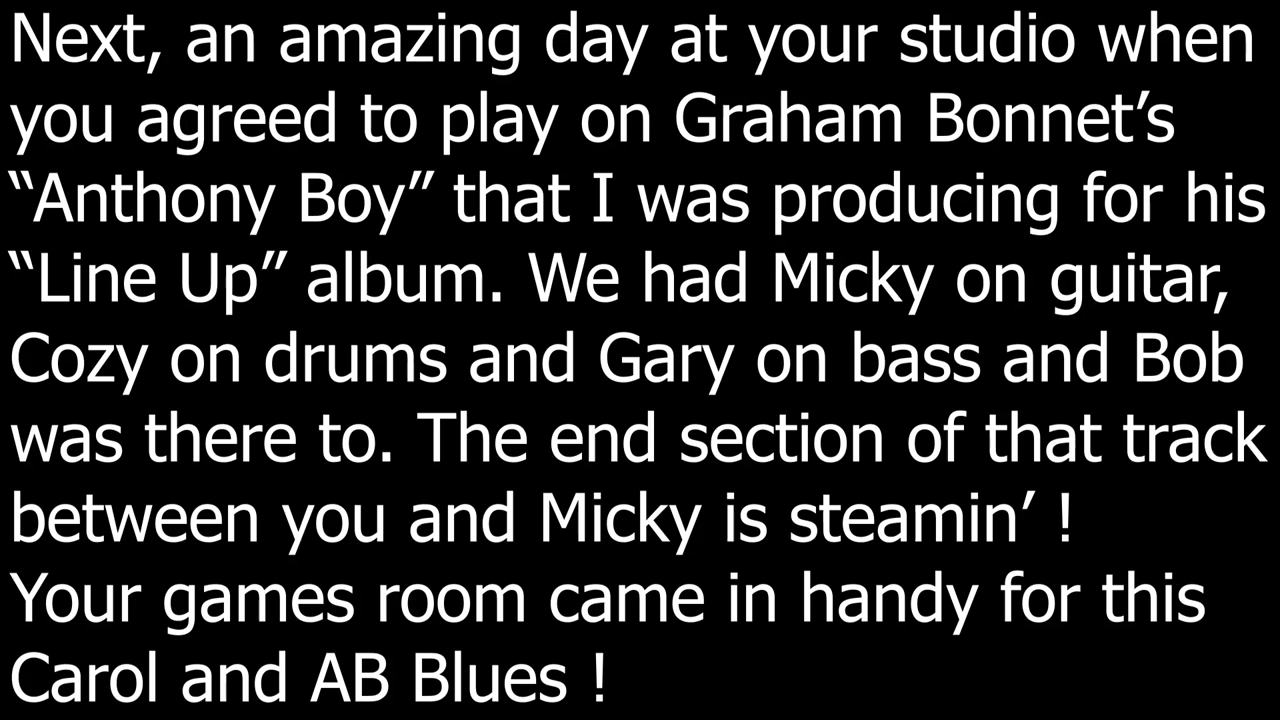 Next, an amazing day at your studio when
you agreed to play on Graham Bonnet’s
“Anthony Boy” that I was producing for his
“Line Up” album. We had Micky on guitar,
Cozy on drums and Gary on bass and Bob
was there to. The end section of that track
between you and Micky is steamin’ !
Your games room came in handy for this
Carol and AB Blues !